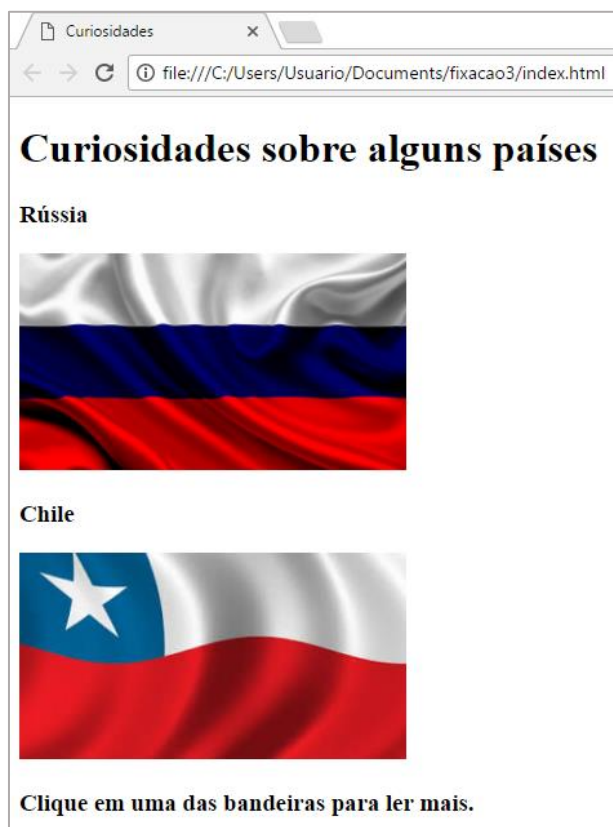 Curiosidades
file:///C:/Users/Usuario/Documents/fixacao3/index.html
Curiosidades sobre alguns países
Rússia
Chile
Clique em uma das bandeiras para ler mais.